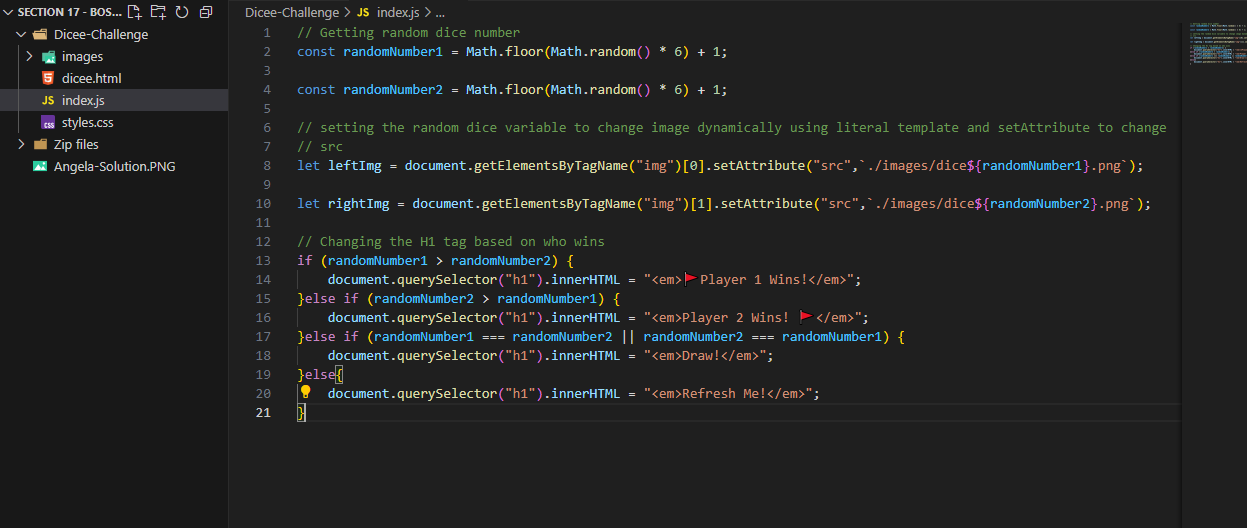 SECTION 17 - BOS...
Dicee-Challenge
images
dicee.html
JS index.js
styles.css
Zip files
Angela-Solution.PNG
Dicee-Challenge > JS index.js > ...
1 // Getting random dice number
2 const randomNumber1 = Math.floor(Math.random() * 6) + 1;
3
4 const randomNumber2 = Math.floor(Math.random() * 6) + 1;
5
6 // setting the random dice variable to change image dynamically using literal template and setAttribute to change
7 // src
8 let leftImg = document.getElementsByTagName("img")[0].setAttribute("src",`./images/dice${randomNumber1}.png`);
9
10 let rightImg = document.getElementsByTagName("img")[1].setAttribute("src",`./images/dice${randomNumber2}.png`);
11
12 // Changing the H1 tag based on who wins
13 if (randomNumber1 > randomNumber2) {
14 document.querySelector("h1").innerHTML = "<em>🚩Player 1 Wins!</em>";
15 }else if (randomNumber2 > randomNumber1) {
16 document.querySelector("h1").innerHTML = "<em>Player 2 Wins! 🚩</em>";
17 }else if (randomNumber1 === randomNumber2 || randomNumber2 === randomNumber1) {
18 document.querySelector("h1").innerHTML = "<em>Draw!</em>";
19 }else{
20 document.querySelector("h1").innerHTML = "<em>Refresh Me!</em>";
21 }